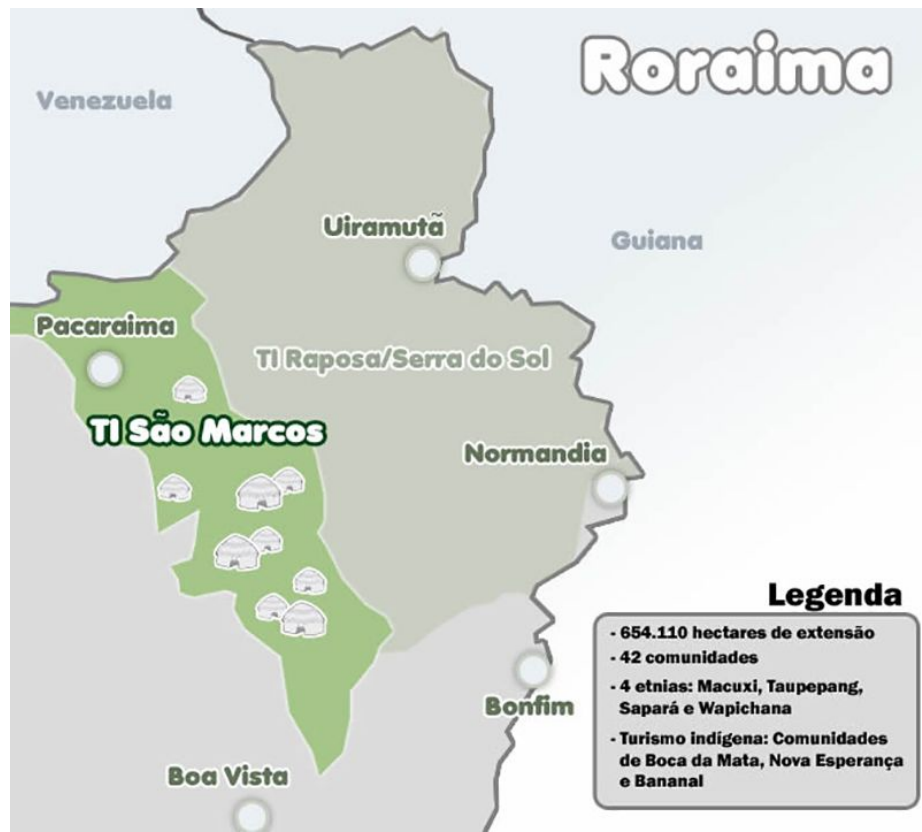 Roraima
Venezuela
Uiramutã
Guiana
Pacaraima
TI Raposa/Serra do Sol
TI São Marcos
Normandia
Legenda
- 654.110 hectares de extensão
- 42 comunidades
- 4 etnias: Macuxi, Taupepang,
Sapará e Wapichana
- Turismo indígena: Comunidades
de Boca da Mata, Nova Esperança
e Bananal
Bonfim
Boa Vista